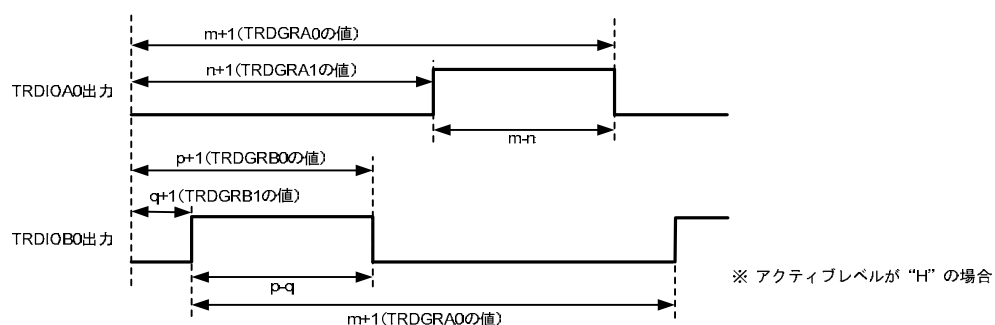 m+1(TRDGRA0の値)
n+1(TRDGRA1の値)
TRDIOA0出力
m-n
p+1(TRDGRB0の値)
q+1(TRDGRB1の値)
TRDIOB0出力
p-q
※ アクティブレベルが “H” の場合
m+1(TRDGRA0の値)